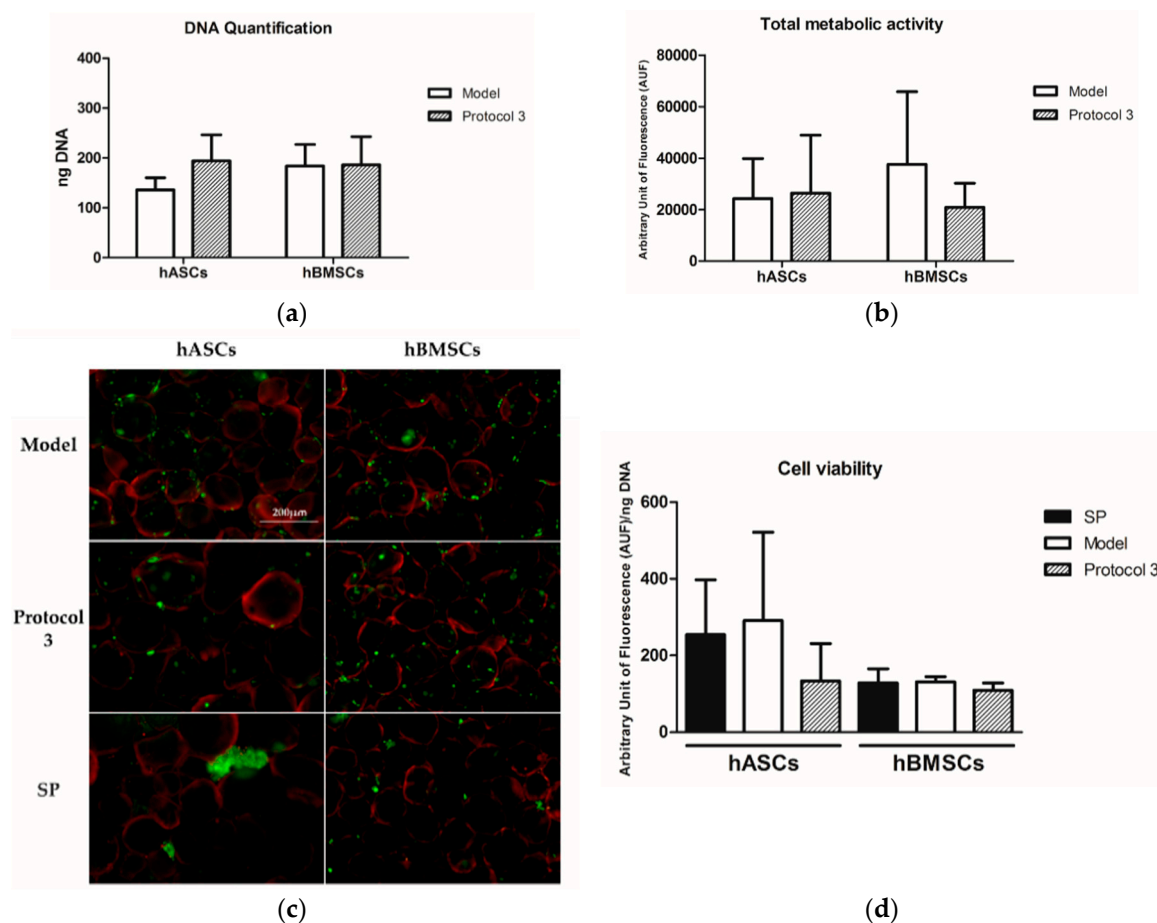 DNA Quantification
ng DNA
400
300
200
100
0
hASCs
hBMSCs
Model
Protocol 3
(a)
Total metabolic activity
Arbitrary Unit of Fluorescence (AUF)
80000
60000
40000
20000
0
hASCs
hBMSCs
Model
Protocol 3
(b)
hASCs
hBMSCs
Model
200µm
Protocol
3
SP
(c)
Cell viability
Arbitrary Unit of Fluorescence (AUF)/ng DNA
600
400
200
0
hASCs
hBMSCs
SP
Model
Protocol 3
(d)